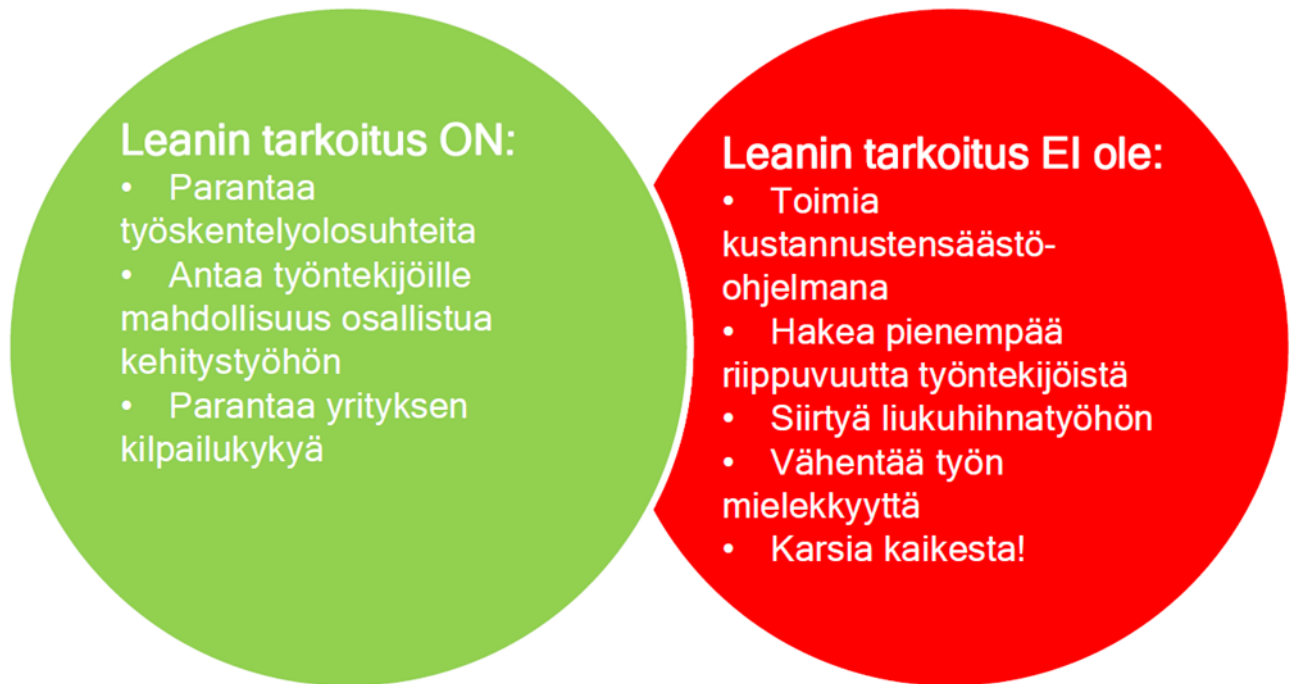 Leanin tarkoitus ON:
• Parantaa
työskentelyolosuhteita
• Antaa työntekijöille
mahdollisuus osallistua
kehitystyöhön
• Parantaa yrityksen
kilpailukykyä
Leanin tarkoitus EI ole:
• Toimia
kustannustensäästö-
ohjelmana
• Hakea pienempää
riippuvuutta työntekijöistä
• Siirtyä liukuhihnatyöhön
• Vähentää työn
mielekkyyttä
• Karsia kaikesta!